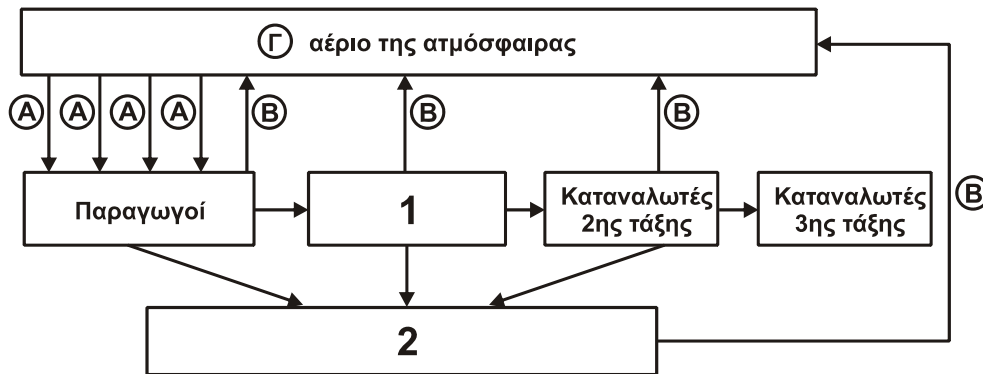 Γ αέριο της ατμόσφαιρας
Α Α Α Α Β Β Β
Παραγωγοί
1
Καταναλωτές
2ης τάξης
Καταναλωτές
3ης τάξης
Β
2